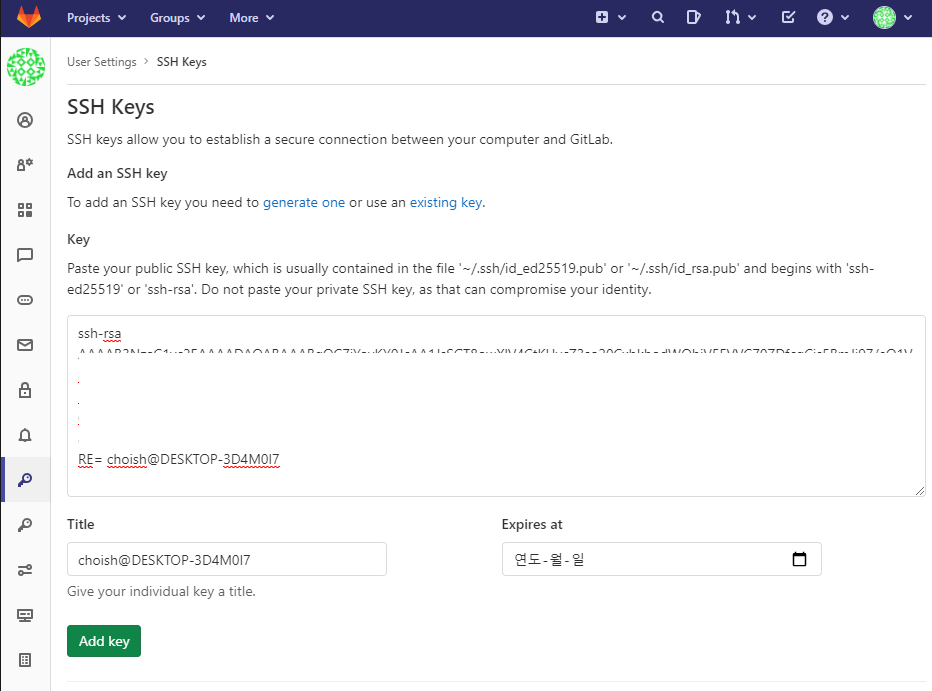 Projects Groups More
User Settings > SSH Keys
SSH Keys
SSH keys allow you to establish a secure connection between your computer and GitLab.
Add an SSH key
To add an SSH key you need to generate one or use an existing key.
Key
Paste your public SSH key, which is usually contained in the file '~/.ssh/id_ed25519.pub' or '~/.ssh/id_rsa.pub' and begins with 'ssh-
ed25519' or 'ssh-rsa'. Do not paste your private SSH key, as that can compromise your identity.
ssh-rsa
RE= choish@DESKTOP-3D4M0I7
Title Expires at
choish@DESKTOP-3D4M0I7 연도-월-일
Give your individual key a title.
Add key